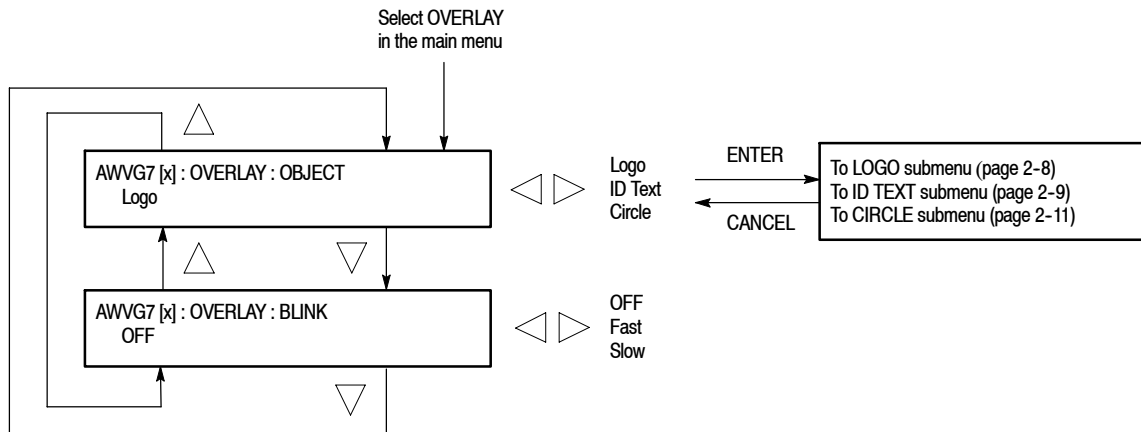 Select OVERLAY
in the main menu
AWVG7 [x] : OVERLAY : OBJECT
Logo
Logo
ID Text
Circle
ENTER
CANCEL
To LOGO submenu (page 2-8)
To ID TEXT submenu (page 2-9)
To CIRCLE submenu (page 2-11)
AWVG7 [x] : OVERLAY : BLINK
OFF
OFF
Fast
Slow